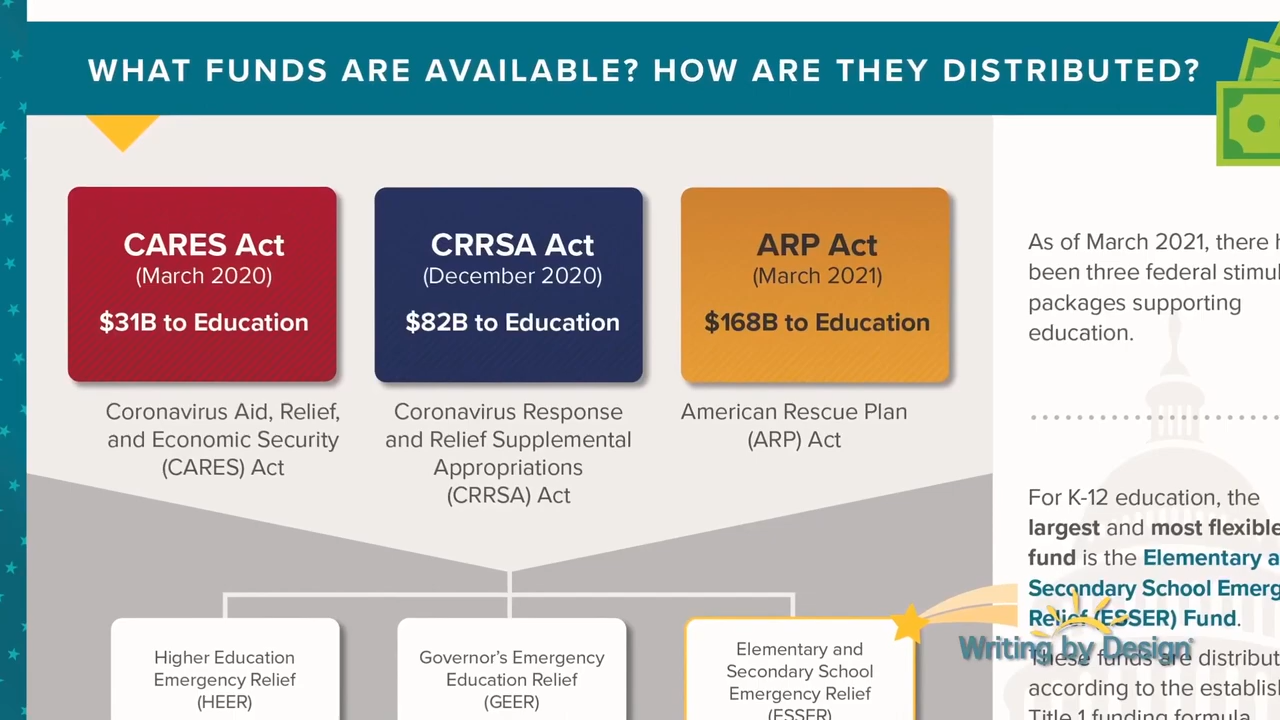 WHAT FUNDS ARE AVAILABLE? HOW ARE THEY DISTRIBUTED?
CARES Act
(March 2020)
$31B to Education
Coronavirus Aid, Relief,
and Economic Security
(CARES) Act
CRRSA Act
(December 2020)
$82B to Education
Coronavirus Response
and Relief Supplemental
Appropriations
(CRRSA) Act
ARP Act
(March 2021)
$168B to Education
American Rescue Plan
(ARP) Act
Higher Education
Emergency Relief
(HEER)
Governor's Emergency
Education Relief
(GEER)
Elementary and
Secondary School
Emergency Relief
(ESSER)
As of March 2021, there
been three federal
packages supporting
education.
For K-12 education, the
largest and most flexible
fund is the Elementary
Secondary School
Relief (ESSER) Fund.
These funds are
according to the
Title 1 funding formula
Writing by Design